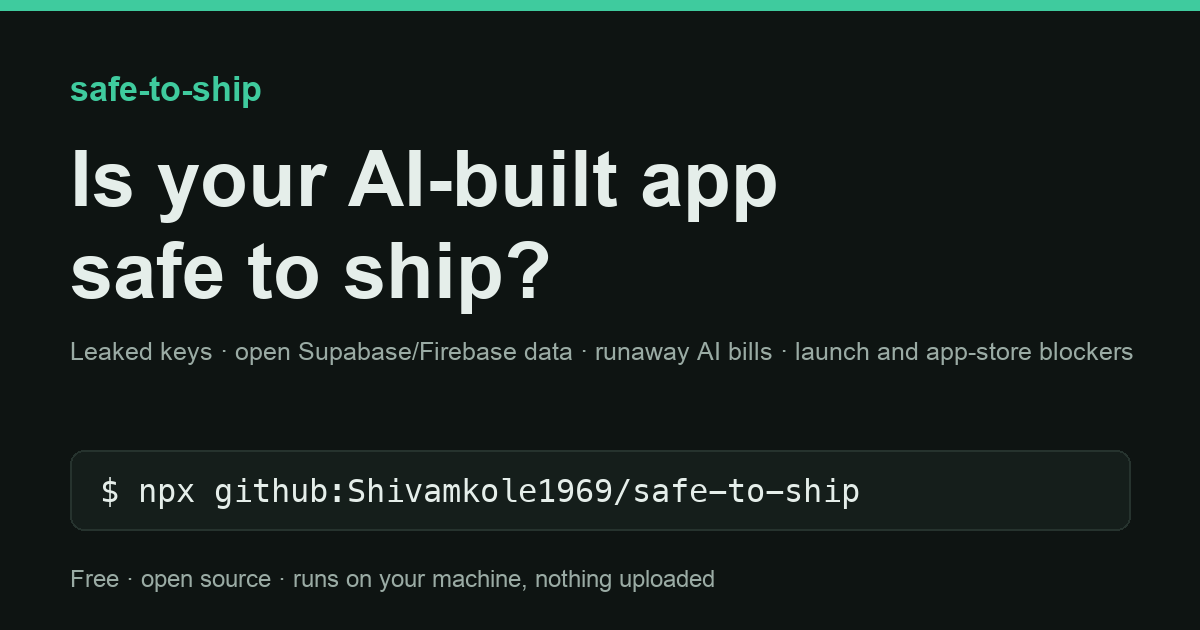 safe-to-ship
Is your AI-built app
safe to ship?
Leaked keys · open Supabase/Firebase data · runaway AI bills · launch and app-store blockers
$ npx github:Shivamkole1969/safe-to-ship
Free · open source · runs on your machine, nothing uploaded